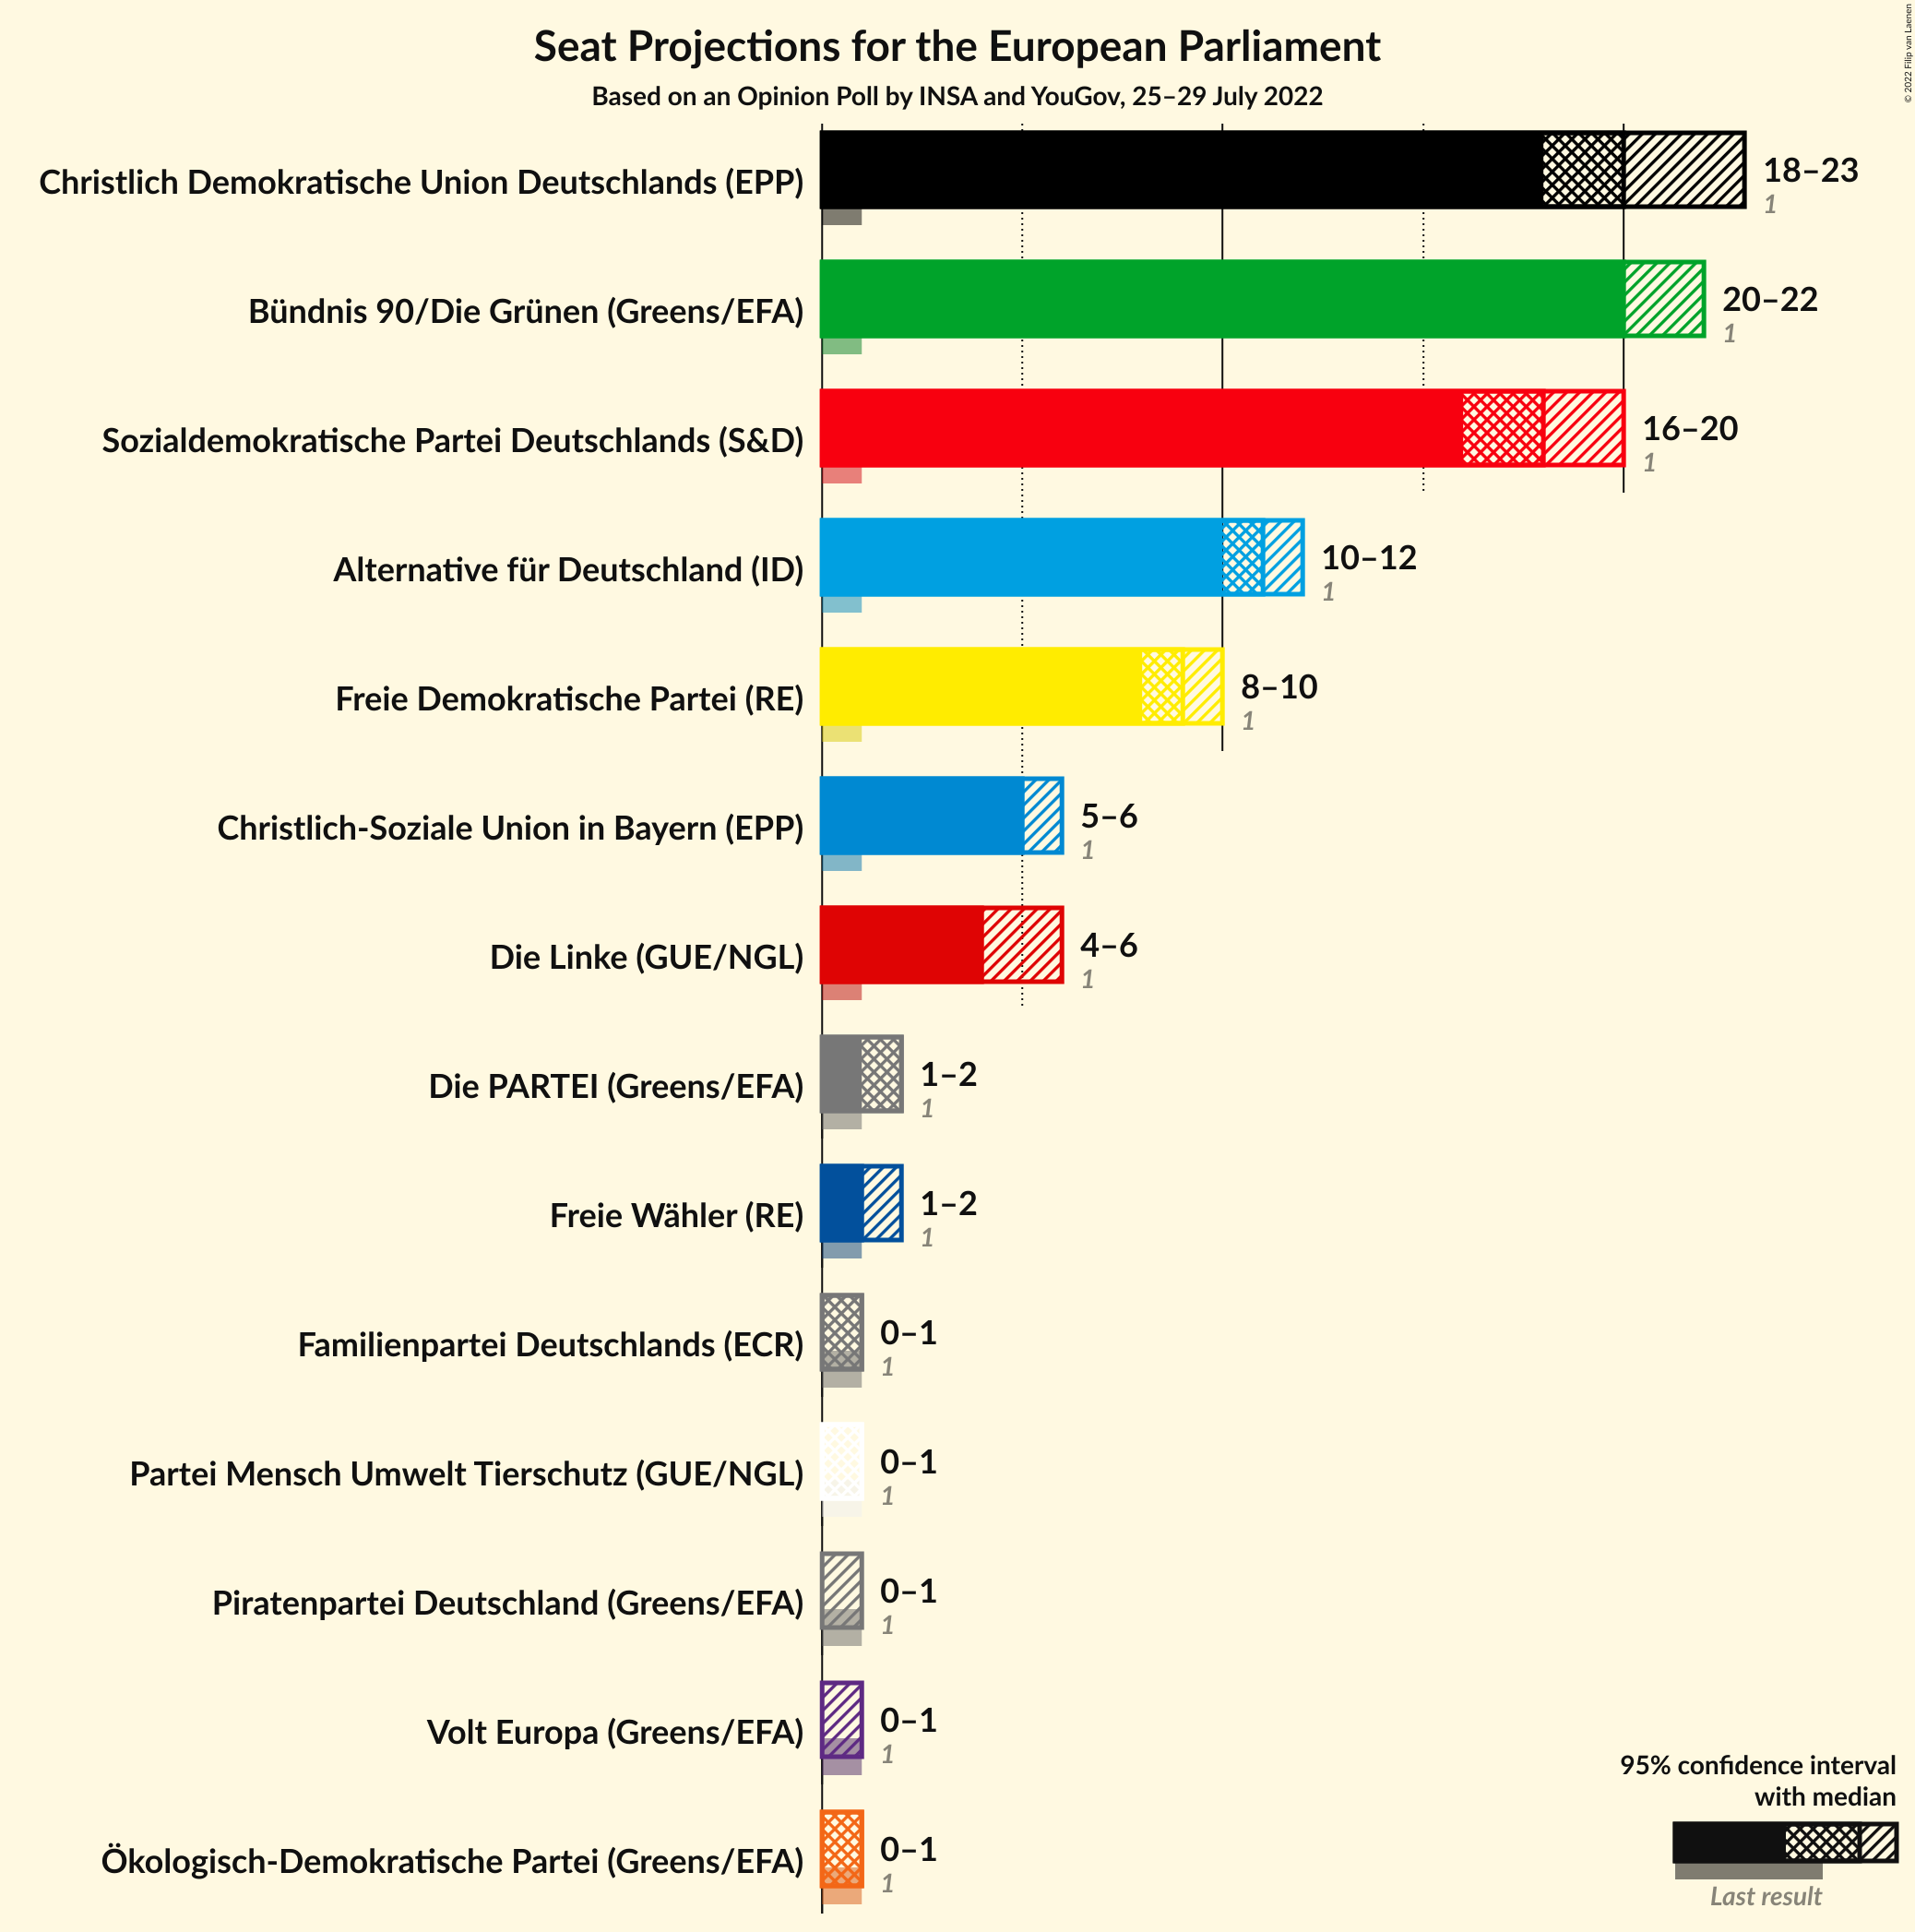 Seat Projections for the European Parliament
Based on an Opinion Poll by INSA and YouGov, 25–29 July 2022
© 2022 Filip van Laenen
Christlich Demokratische Union Deutschlands (EPP)
18–23
1
Bündnis 90/Die Grünen (Greens/EFA)
20–22
1
Sozialdemokratische Partei Deutschlands (S&D)
16–20
1
Alternative für Deutschland (ID)
10–12
1
Freie Demokratische Partei (RE)
8–10
1
Christlich-Soziale Union in Bayern (EPP)
5–6
1
Die Linke (GUE/NGL)
4–6
1
Die PARTEI (Greens/EFA)
1–2
1
Freie Wähler (RE)
1–2
1
Familienpartei Deutschlands (ECR)
0–1
1
Partei Mensch Umwelt Tierschutz (GUE/NGL)
0–1
1
Piratenpartei Deutschland (Greens/EFA)
0–1
1
Volt Europa (Greens/EFA)
0–1
1
Ökologisch-Demokratische Partei (Greens/EFA)
0–1
1
95% confidence interval
with median
Last result